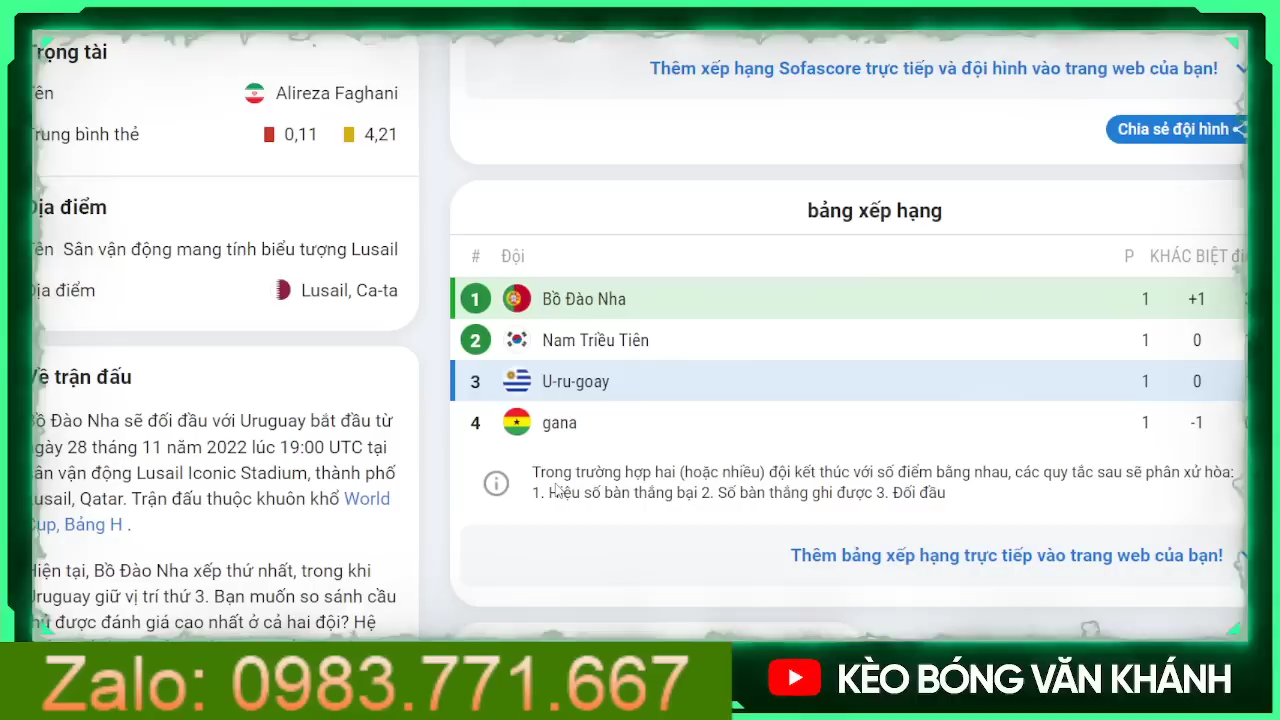 Trọng tài
Tên Alireza Faghani
Trung bình thẻ 0,11 4,21
Địa điểm
Tên Sân vận động mang tính biểu tượng Lusail
Địa điểm Lusail, Ca-ta
Về trận đấu
Bồ Đào Nha sẽ đối đầu với Uruguay bắt đầu từ
ngày 28 tháng 11 năm 2022 lúc 19:00 UTC tại
sân vận động Lusail Iconic Stadium, thành phố
Lusail, Qatar. Trận đấu thuộc khuôn khổ World
Cup, Bảng H .
Hiện tại, Bồ Đào Nha xếp thứ nhất, trong khi
Uruguay giữ vị trí thứ 3. Bạn muốn so sánh cầu
thủ được đánh giá cao nhất ở cả hai đội? Hệ
Thêm xếp hạng Sofascore trực tiếp và đội hình vào trang web của bạn!
Chia sẻ đội hình
bảng xếp hạng
# Đội P KHÁC BIỆT
1 Bồ Đào Nha 1 +1
2 Nam Triều Tiên 1 0
3 U-ru-goay 1 0
4 gana 1 -1
Trong trường hợp hai (hoặc nhiều) đội kết thúc với số điểm bằng nhau, các quy tắc sau sẽ phân xử hòa:
1. Hiệu số bàn thắng bại 2. Số bàn thắng ghi được 3. Đối đầu
Thêm bảng xếp hạng trực tiếp vào trang web của bạn!
Zalo: 0983.771.667
KÈO BÓNG VĂN KHÁNH